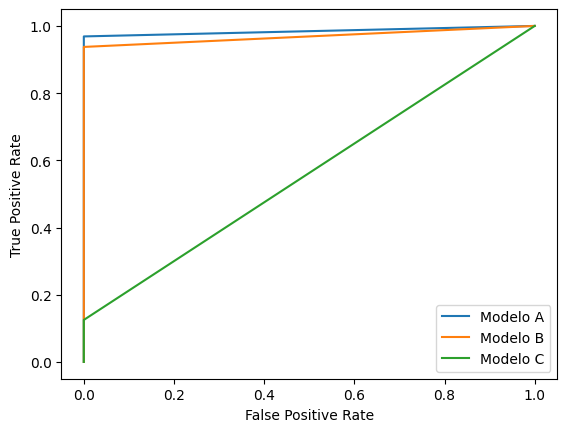 1.0
0.8
0.6
0.4
0.2
0.0
True Positive Rate
Modelo A
Modelo B
Modelo C
0.0 0.2 0.4 0.6 0.8 1.0
False Positive Rate